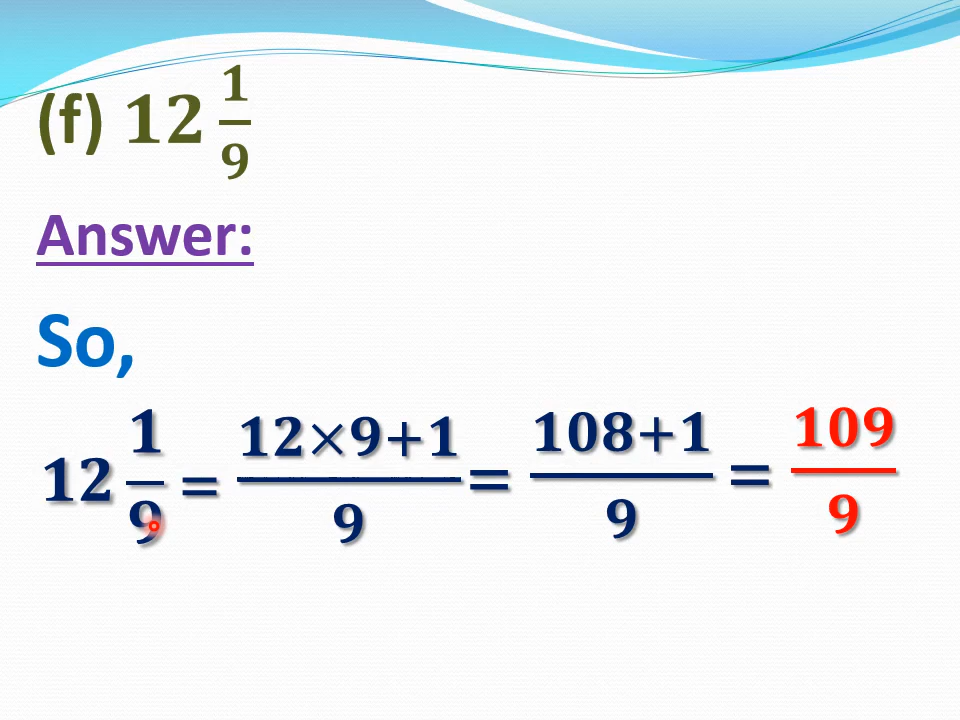 (f) 12 1/9
Answer:
So,
12 1/9 = 12×9+1/9 = 108+1/9 = 109/9